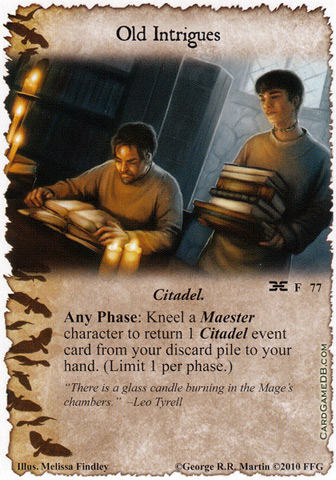 Old Intrigues
F 77
Citadel.
Any Phase: Kneel a Maester
character to return 1 Citadel event
card from your discard pile to your
hand. (Limit 1 per phase.)
"There is a glass candle burning in the Mage's
chambers." –Leo Tyrell
Illus. Melissa Findley ©George R.R. Martin ©2010 FFG
CARDGAMEDB.COM